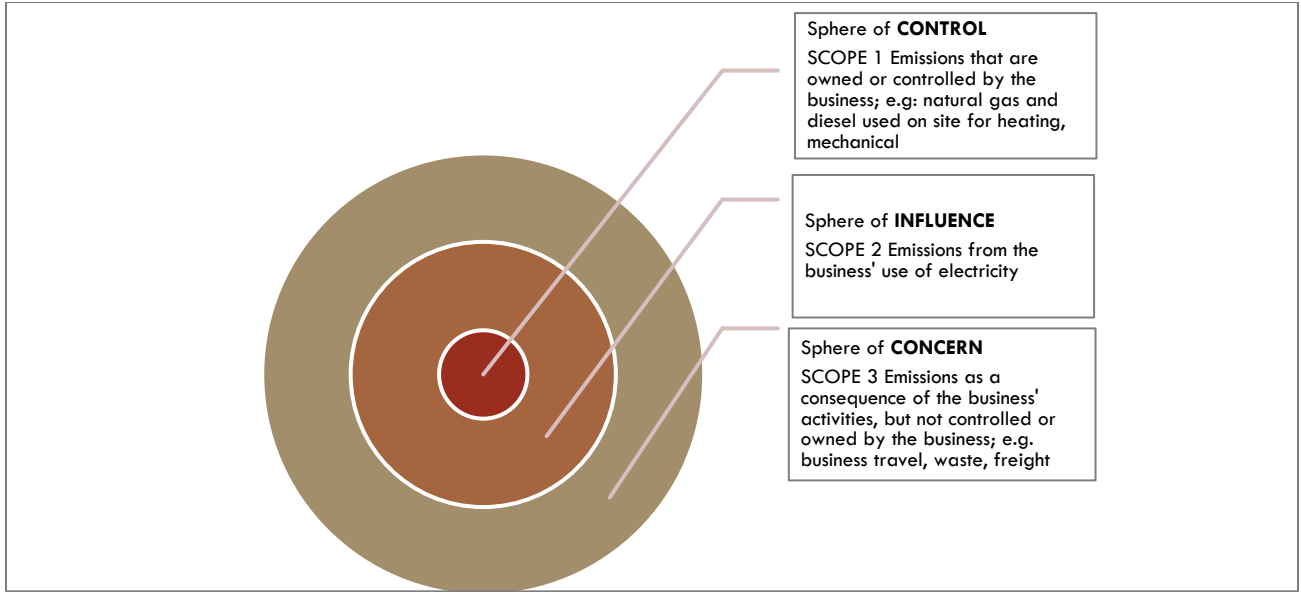 Sphere of CONTROL
SCOPE 1 Emissions that are
owned or controlled by the
business; e.g: natural gas and
diesel used on site for heating,
mechanical
Sphere of INFLUENCE
SCOPE 2 Emissions from the
business' use of electricity
Sphere of CONCERN
SCOPE 3 Emissions as a
consequence of the business'
activities, but not controlled or
owned by the business; e.g.
business travel, waste, freight